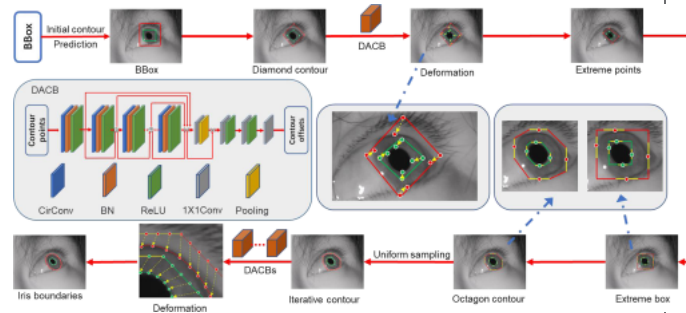 BBox
Initial contour
Prediction
BBox
Diamond contour
DACB
Deformation
Extreme points
DACB
Contour
points
Contour
offsets
CirConv
BN
ReLU
1X1Conv
Pooling
Iris boundaries
Deformation
DACBs
Iterative contour
Uniform sampling
Octagon contour
Extreme box